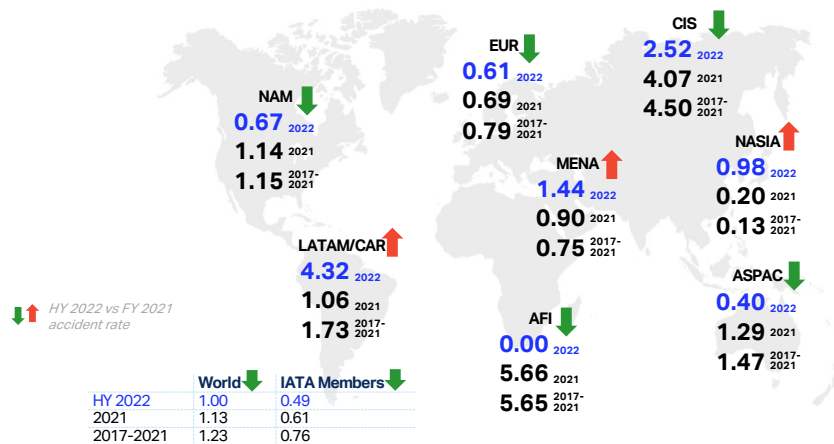 NAM
0.67 2022
1.14 2021
1.15 2017-2021
EUR
0.61 2022
0.69 2021
0.79 2017-2021
CIS
2.52 2022
4.07 2021
4.50 2017-2021
MENA
1.44 2022
0.90 2021
0.75 2017-2021
NASIA
0.98 2022
0.20 2021
0.13 2017-2021
LATAM/CAR
4.32 2022
1.06 2021
1.73 2017-2021
AFI
0.00 2022
5.66 2021
5.65 2017-2021
ASPAC
0.40 2022
1.29 2021
1.47 2017-2021
HY 2022 vs FY 2021
accident rate
World IATA Members
HY 2022 1.00 0.49
2021 1.13 0.61
2017-2021 1.23 0.76